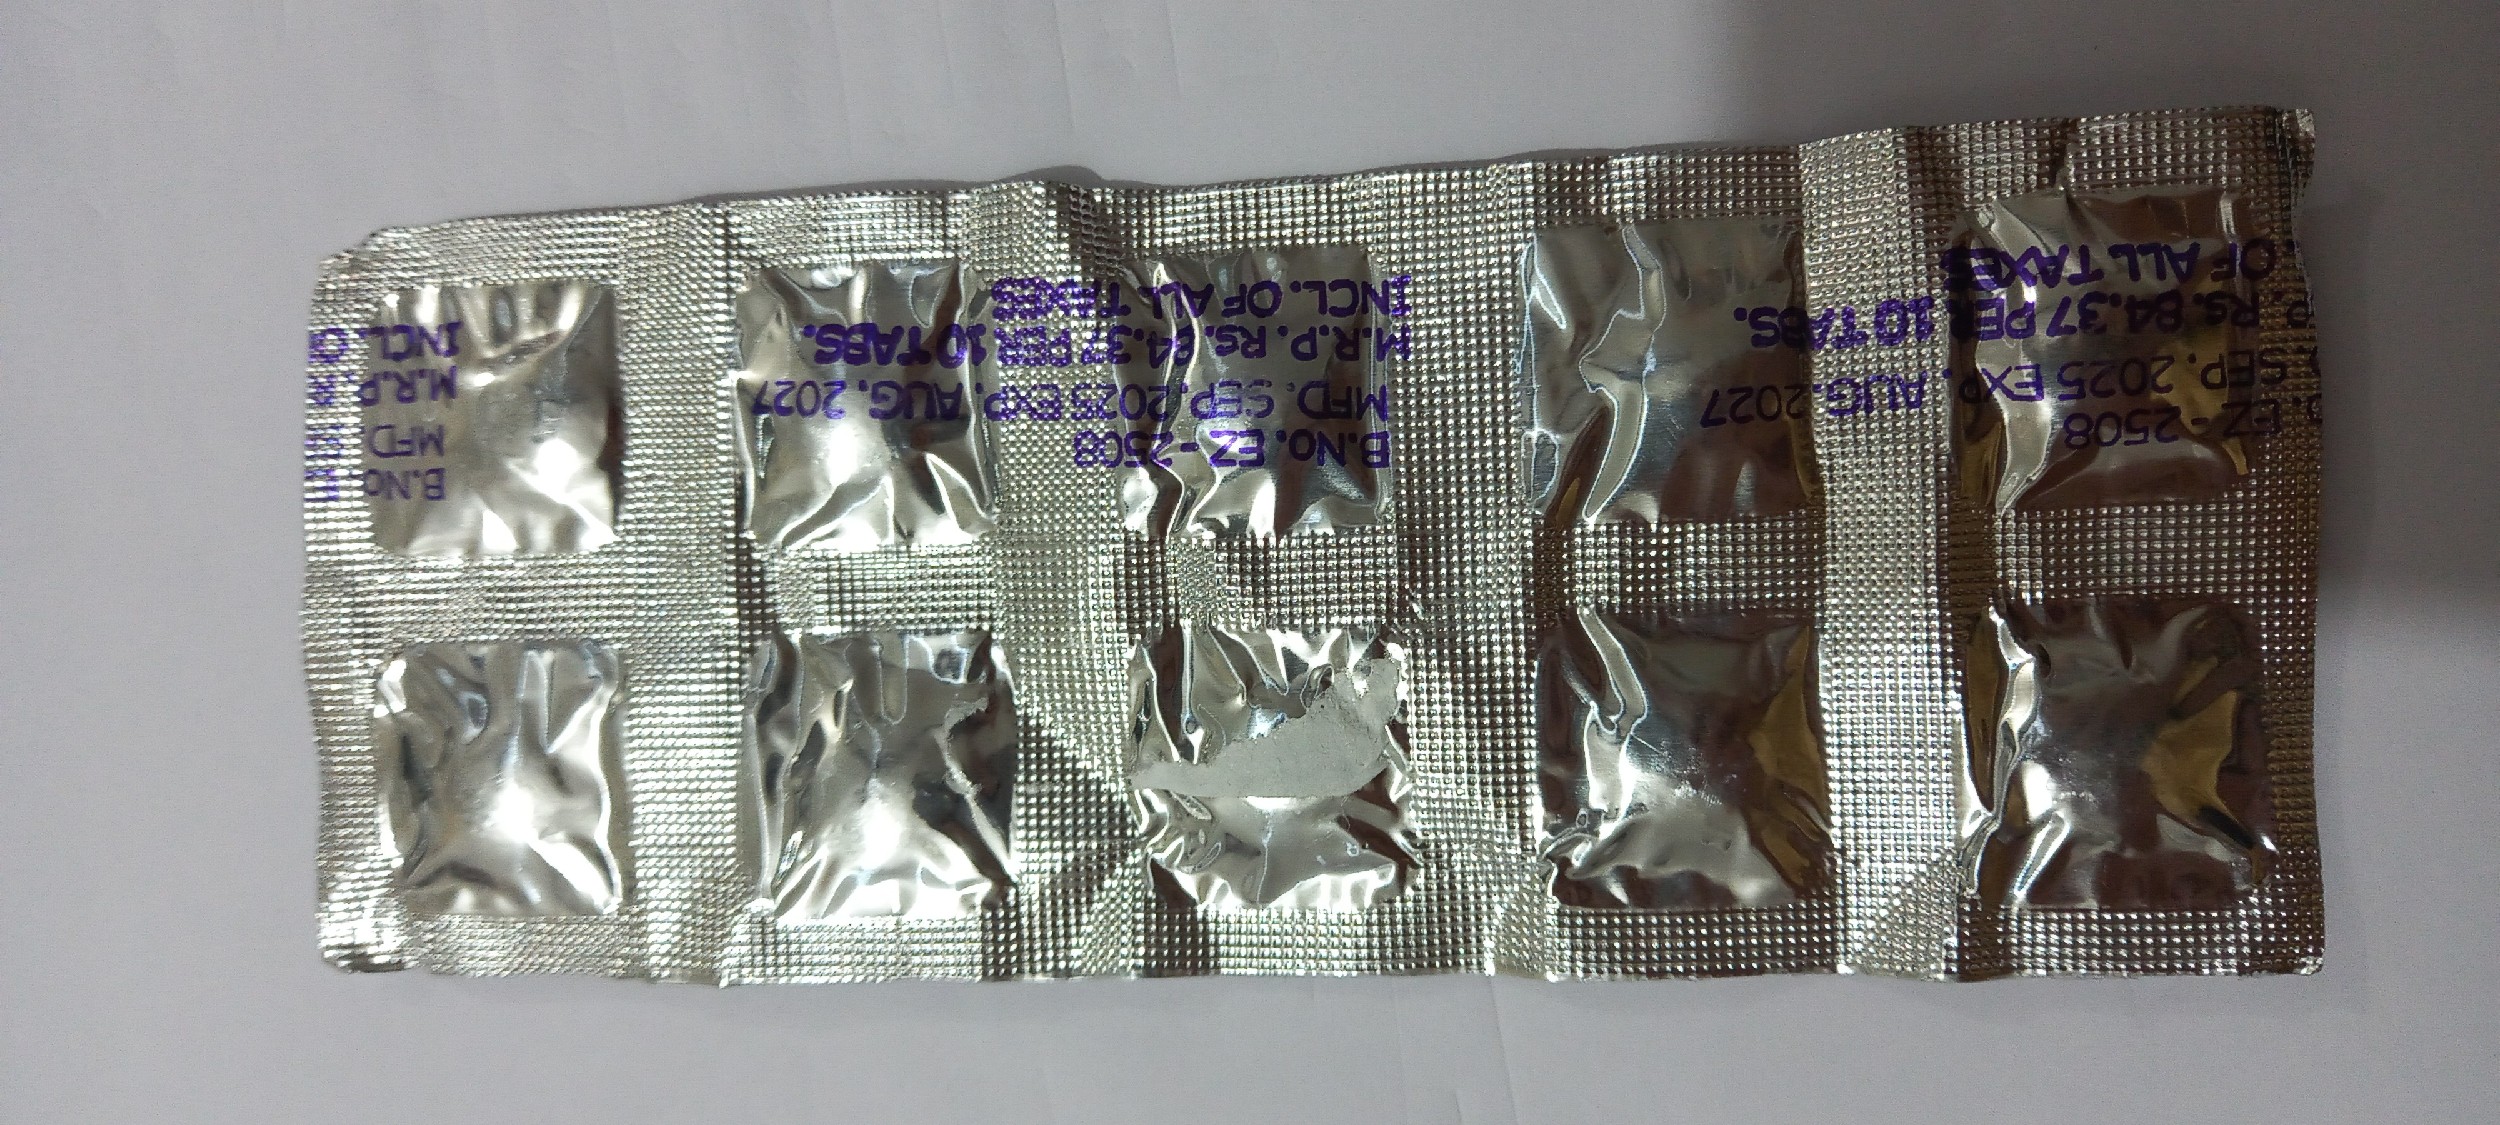 B.No. EZ - 2508
MFD. SEP. 2025 EXP. AUG. 2027
M.R.P. Rs. 84.37 PER 10 TABS.
INCL. OF ALL TAXES
EZ - 2508
SEP. 2025 EXP. AUG. 2027
P. Rs. 84.37 PER 10 TABS.
OF ALL TAXES
B.No
MFD
M.R.P
INCL. O